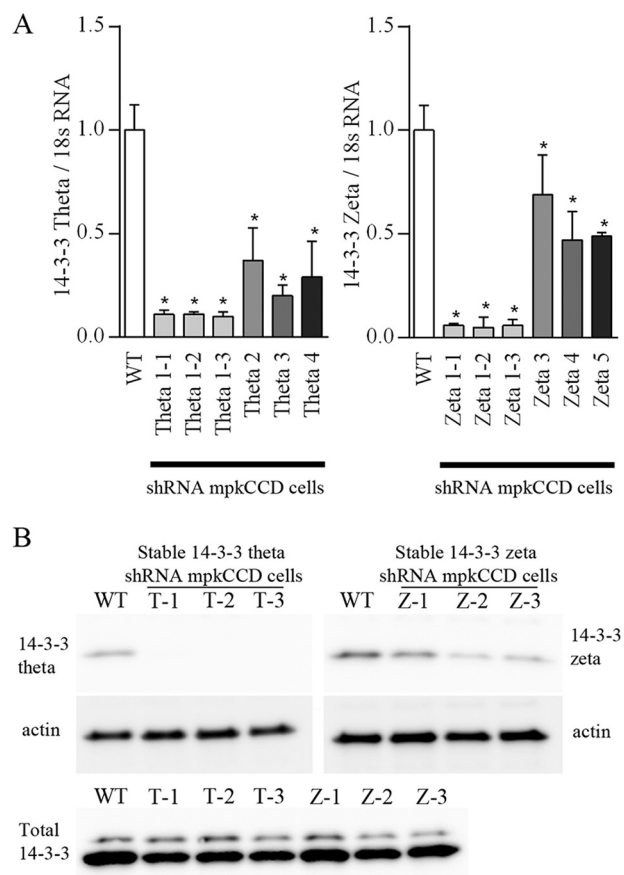 A
14-3-3 Theta / 18s RNA
1.5
1.0
0.5
0.0
WT
Theta 1-1
Theta 1-2
Theta 1-3
Theta 2
Theta 3
Theta 4
* * * * * *
shRNA mpkCCD cells
14-3-3 Zeta / 18s RNA
1.5
1.0
0.5
0.0
WT
Zeta 1-1
Zeta 1-2
Zeta 1-3
Zeta 3
Zeta 4
Zeta 5
* * * * * *
shRNA mpkCCD cells
B
Stable 14-3-3 theta
shRNA mpkCCD cells
WT T-1 T-2 T-3
14-3-3
theta
actin
Stable 14-3-3 zeta
shRNA mpkCCD cells
WT Z-1 Z-2 Z-3
14-3-3
zeta
actin
WT T-1 T-2 T-3 Z-1 Z-2 Z-3
Total
14-3-3